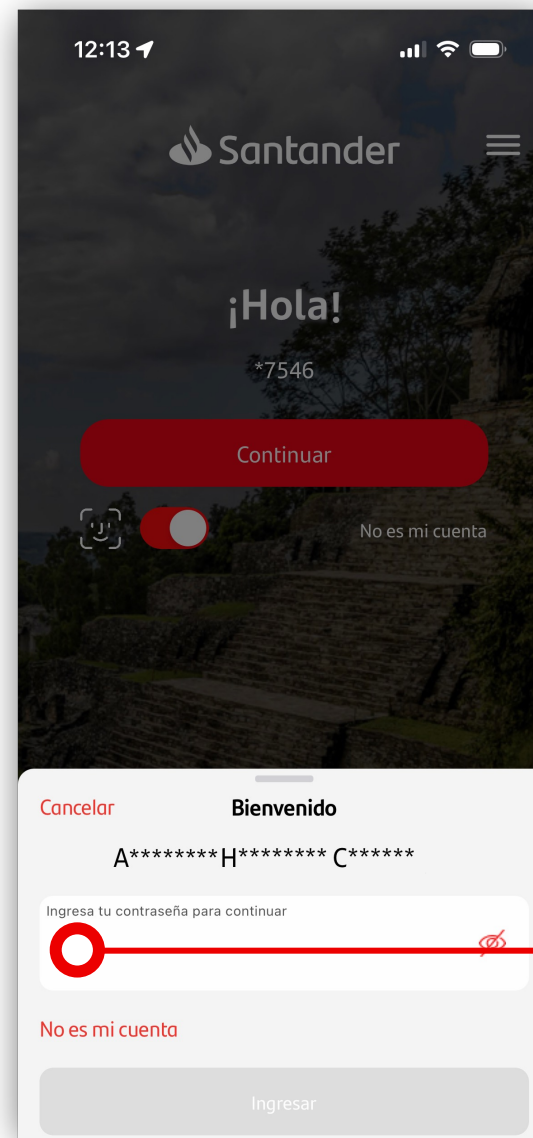 12:13
Santander
¡Hola!
*7546
Continuar
No es mi cuenta
Cancelar
Bienvenido
A******** H******** C******
Ingresa tu contraseña para continuar
No es mi cuenta
Ingresar